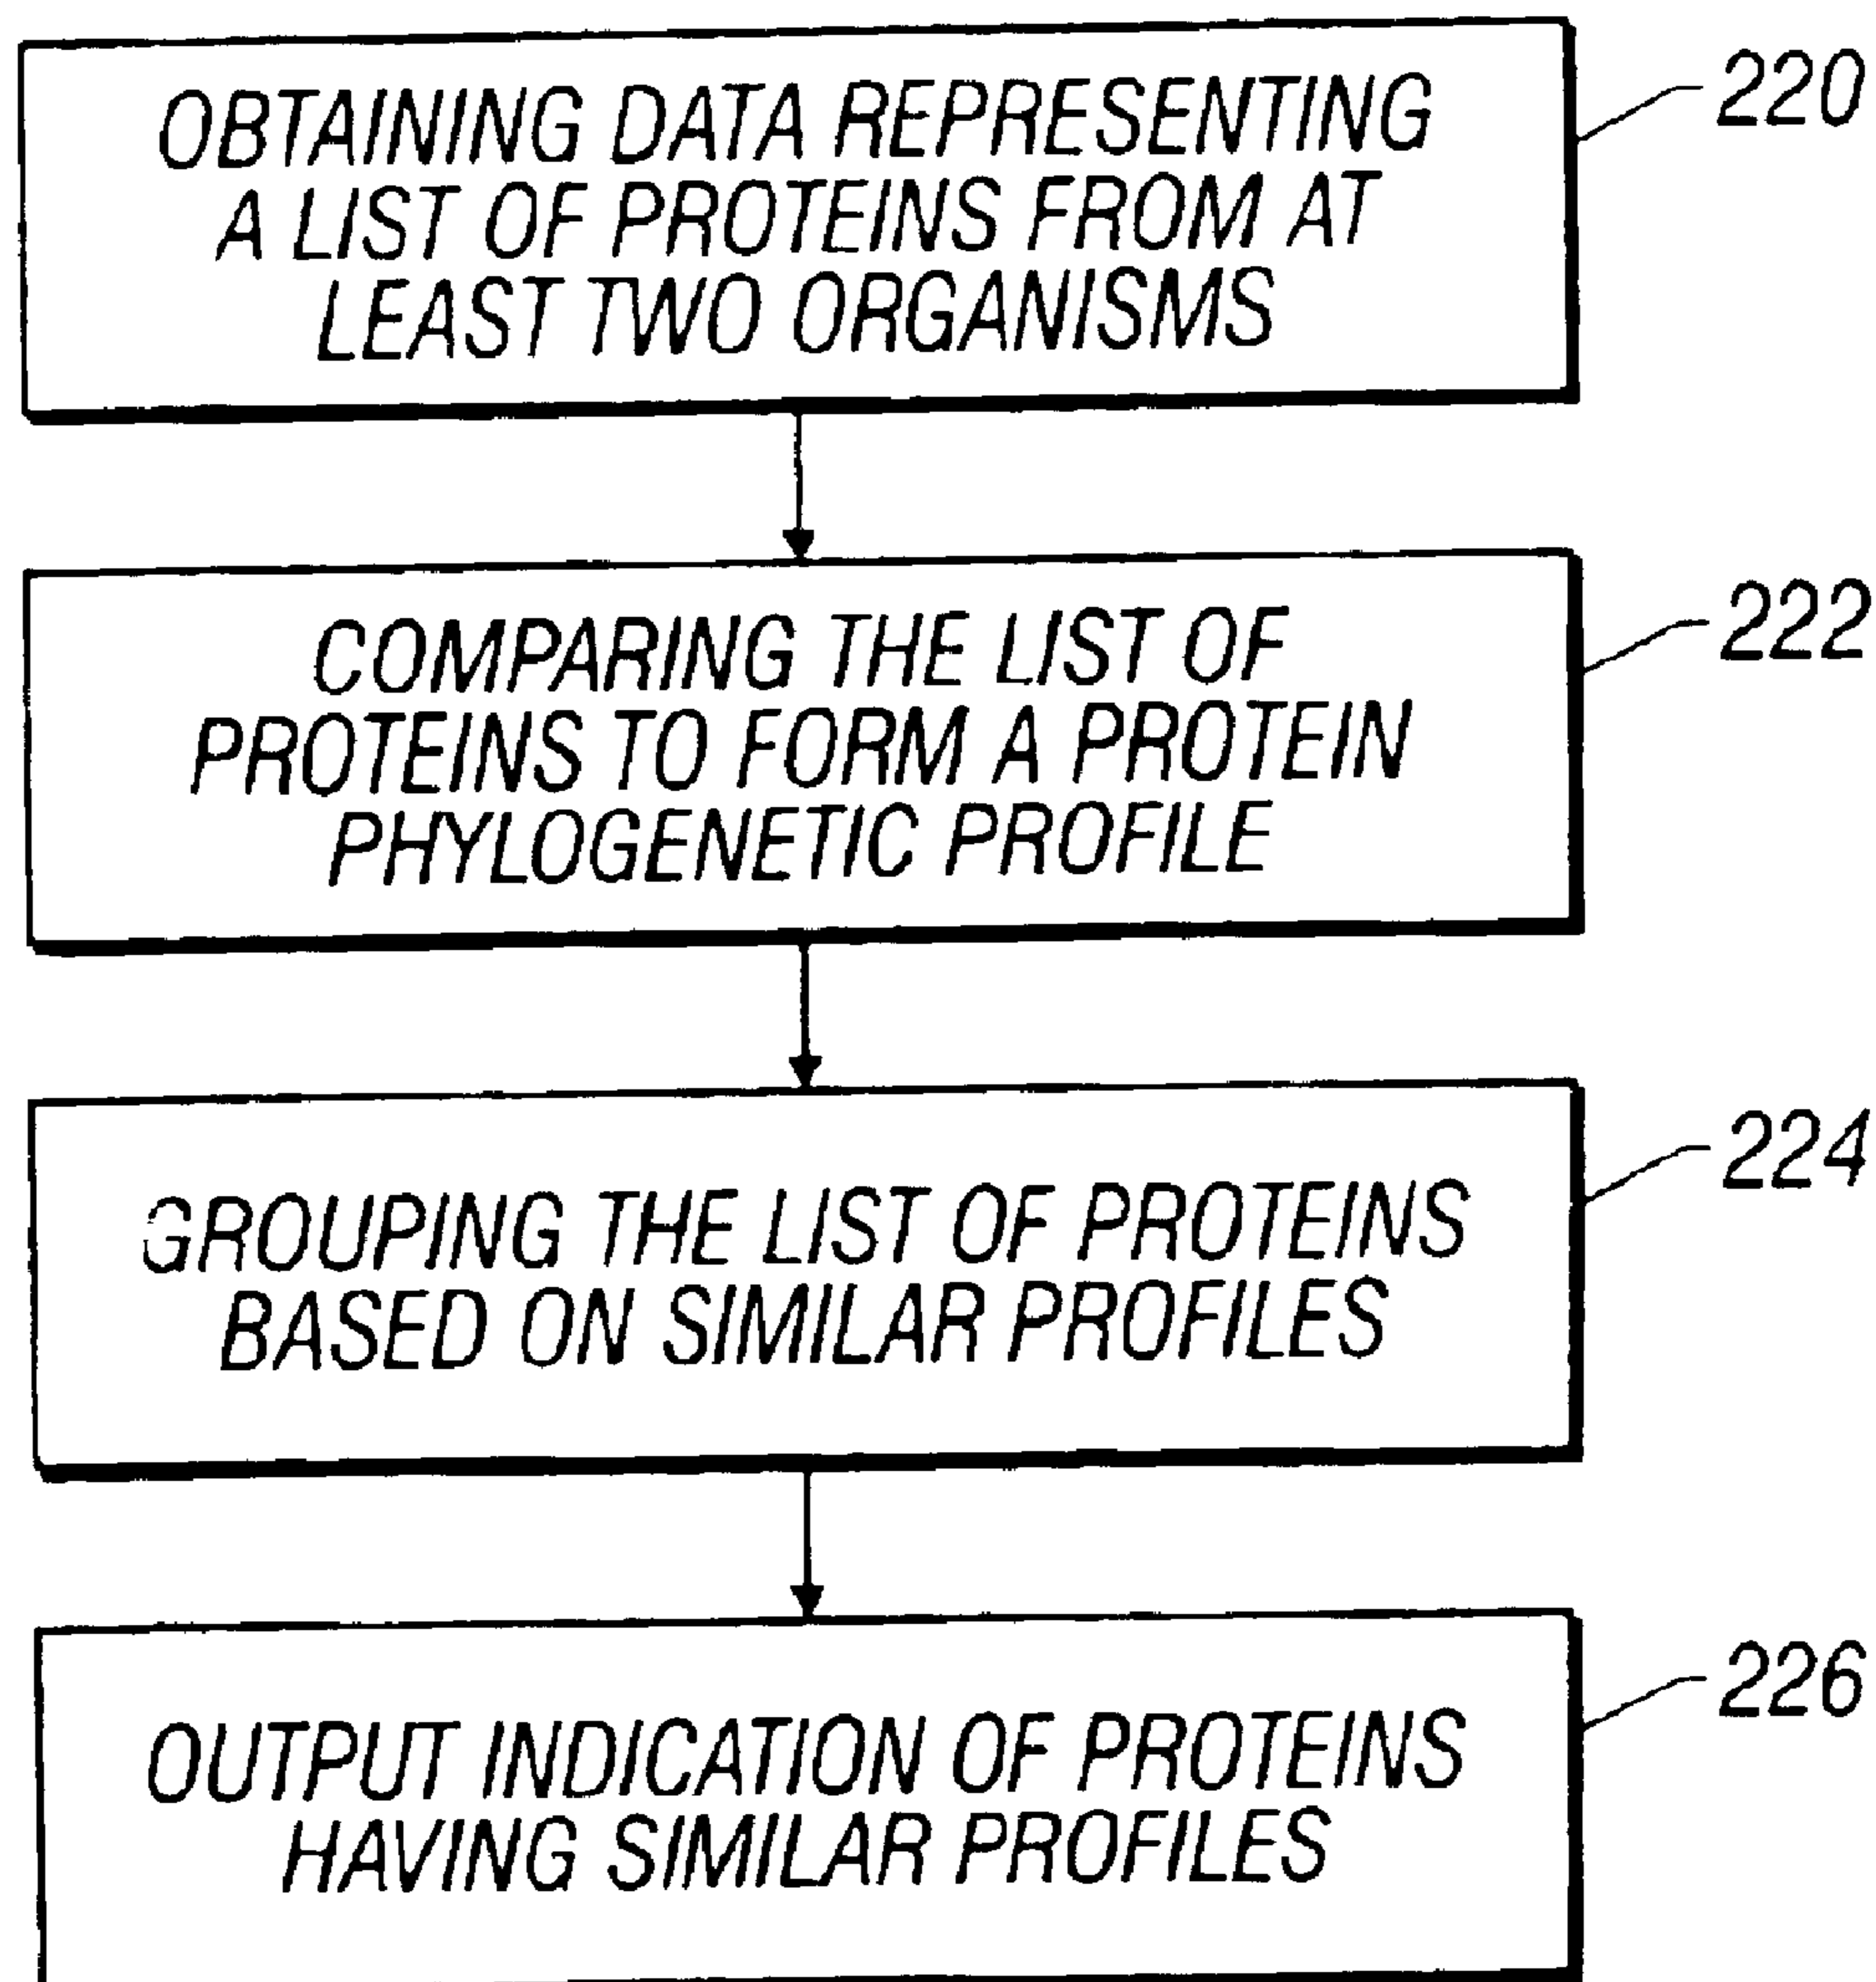 OBTAINING DATA REPRESENTING
A LIST OF PROTEINS FROM AT
LEAST TWO ORGANISMS
220
COMPARING THE LIST OF
PROTEINS TO FORM A PROTEIN
PHYLOGENETIC PROFILE
222
GROUPING THE LIST OF PROTEINS
BASED ON SIMILAR PROFILES
224
OUTPUT INDICATION OF PROTEINS
HAVING SIMILAR PROFILES
226